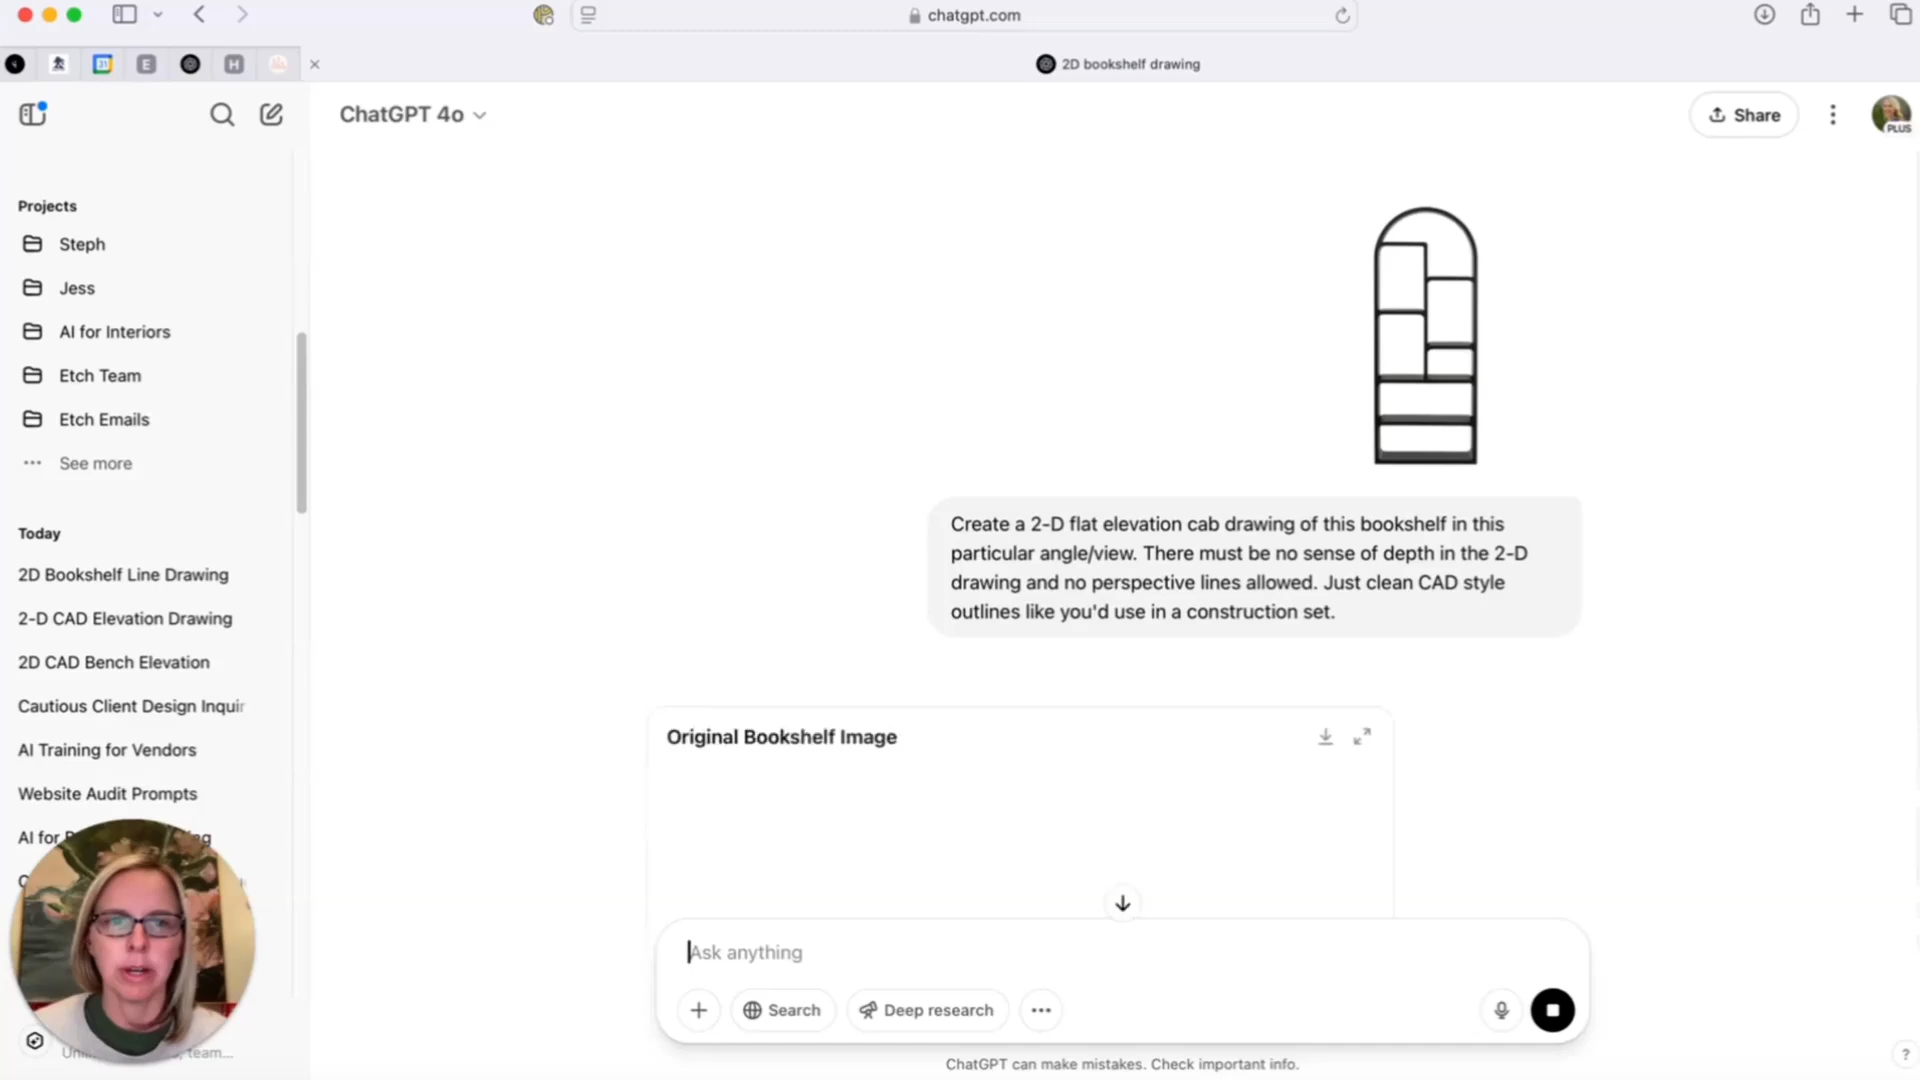 chatgpt.com
31
E
H
2D bookshelf drawing
ChatGPT 4o
Share
PLUS
Projects
Steph
Jess
AI for Interiors
Etch Team
Etch Emails
See more
Today
2D Bookshelf Line Drawing
2-D CAD Elevation Drawing
2D CAD Bench Elevation
Cautious Client Design Inquir
AI Training for Vendors
Website Audit Prompts
AI for
team...
Create a 2-D flat elevation cab drawing of this bookshelf in this
particular angle/view. There must be no sense of depth in the 2-D
drawing and no perspective lines allowed. Just clean CAD style
outlines like you'd use in a construction set.
Original Bookshelf Image
Ask anything
Search
Deep research
ChatGPT can make mistakes. Check important info.
?